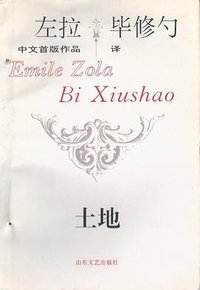 左拉 毕修勺
中文首版作品 译
Emile Zola
Bi Xiushao
土地
山东文艺出版社